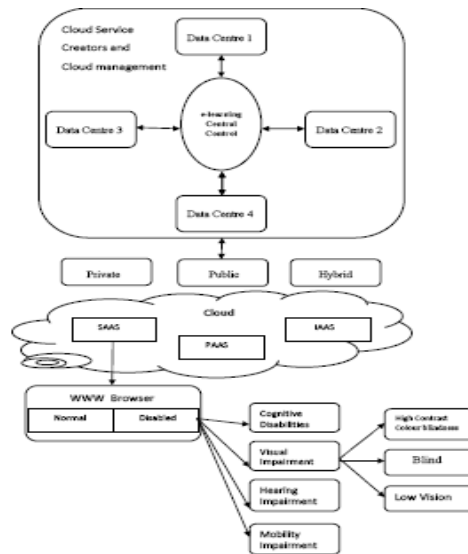 Cloud Service
Creators and
Cloud management
Data Centre 1
e-learning
Central
Control
Data Centre 3
Data Centre 2
Data Centre 4
Private
Public
Hybrid
Cloud
SAAS
PAAS
IAAS
WWW Browser
Normal
Disabled
Cognitive
Disabilities
Visual
Impairment
Hearing
Impairment
Mobility
Impairment
High Contrast
Colour blindness
Blind
Low Vision